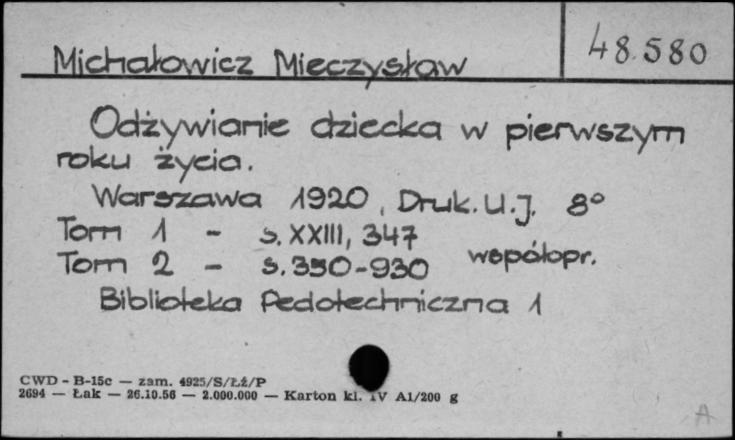 Michałowicz Mieczysław
48.580
Odżywianie dziecka w pierwszym
roku życia.
Warszawa 1920, Druk. U.J. 8°
Tom 1 - s. XXIII, 347
Tom 2 - s. 350-930 współopr.
Biblioteka Pedotechniczna 1
CWD - B-15c — zam. 4925/S/Łż/P
2694 — Łak — 26.10.56 — 2.000.000 — Karton kl. IV A1/200 g
A